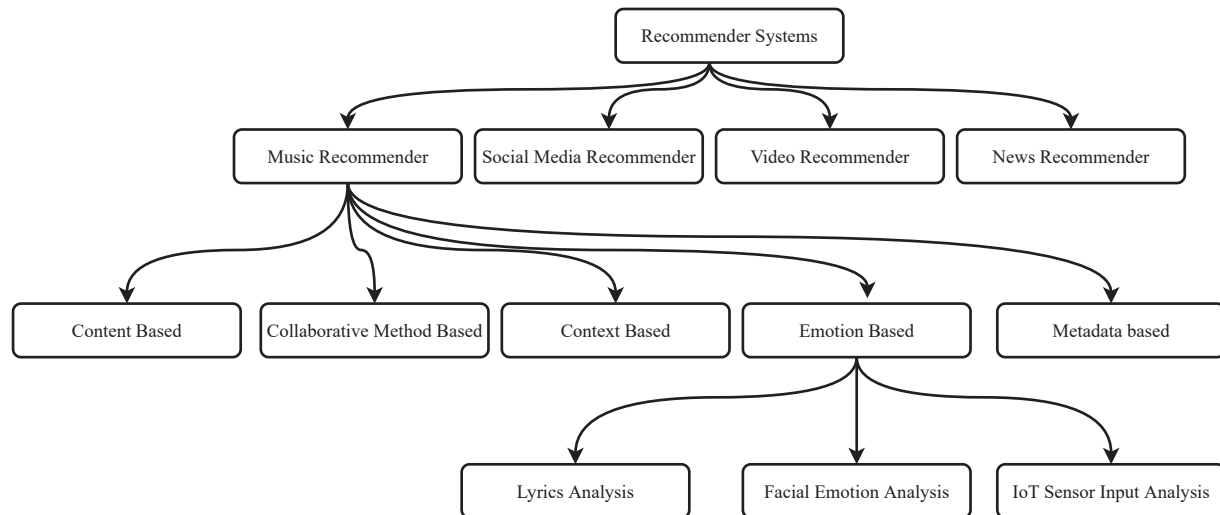 Recommender Systems
Music Recommender
Social Media Recommender
Video Recommender
News Recommender
Content Based
Collaborative Method Based
Context Based
Emotion Based
Metadata based
Lyrics Analysis
Facial Emotion Analysis
IoT Sensor Input Analysis